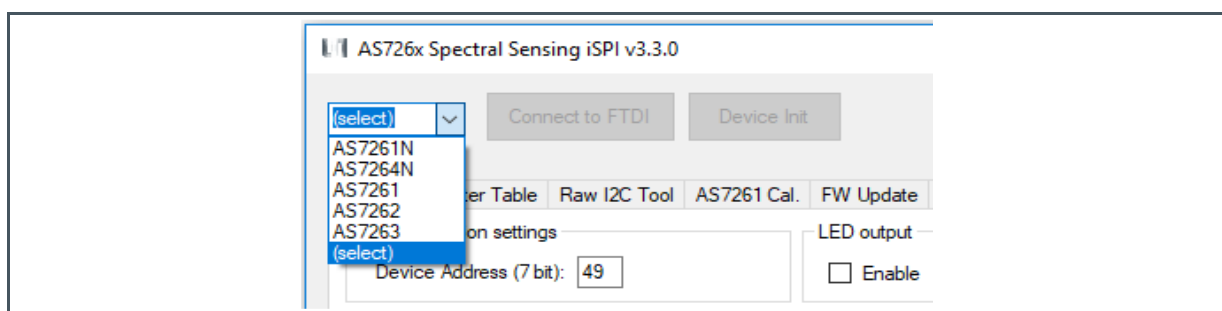 AS726x Spectral Sensing iSPI v3.3.0
(select) Connect to FTDI Device Init
AS7261N
AS7264N
AS7261
AS7262
AS7263
(select)
Table Raw I2C Tool AS7261 Cal. FW Update
on settings LED output
Device Address (7 bit): 49 Enable